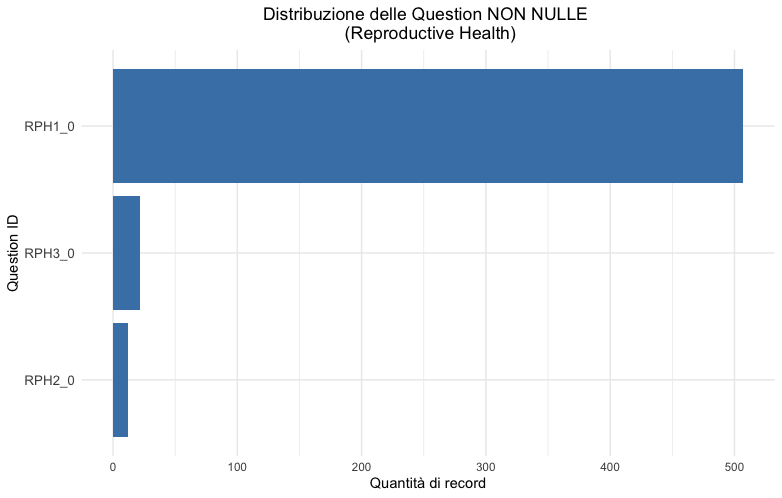 Distribuzione delle Question NON NULLE
(Reproductive Health)
Question ID
RPH1_0
RPH3_0
RPH2_0
0 100 200 300 400 500
Quantità di record